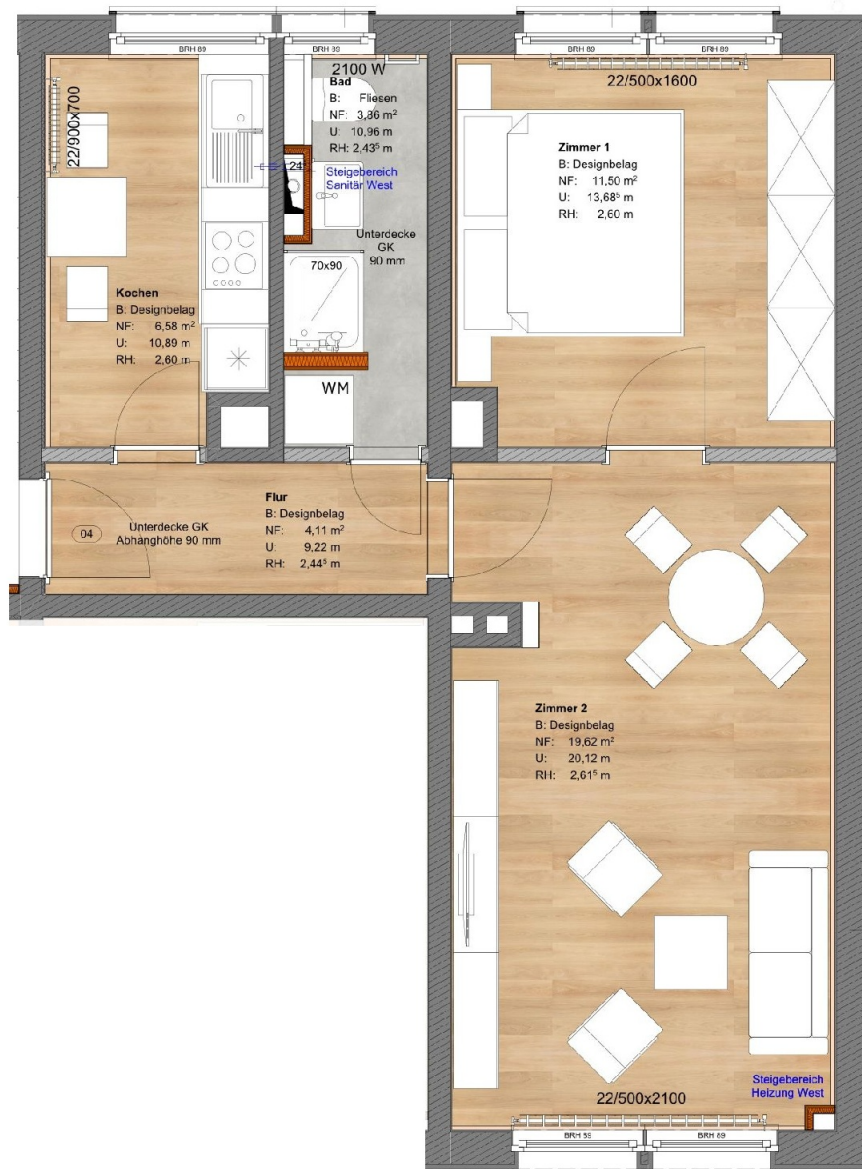 BRH 89
BRH 89
BRH 89
BRH 89
22/900x700
2100 W
Bad
B: Fliesen
NF: 3,86 m²
U: 10,96 m
RH: 2,43⁵ m
24
Steigebereich
Sanitär West
Unterdecke
GK
90 mm
70x90
WM
22/500x1600
Zimmer 1
B: Designbelag
NF: 11,50 m²
U: 13,68⁵ m
RH: 2,60 m
Kochen
B: Designbelag
NF: 6,58 m²
U: 10,89 m
RH: 2,60 m
04
Unterdecke GK
Abhanghöhe 90 mm
Flur
B: Designbelag
NF: 4,11 m²
U: 9,22 m
RH: 2,44⁵ m
Zimmer 2
B: Designbelag
NF: 19,62 m²
U: 20,12 m
RH: 2,61⁵ m
Steigebereich
Heizung West
22/500x2100
BRH 89
BRH 89